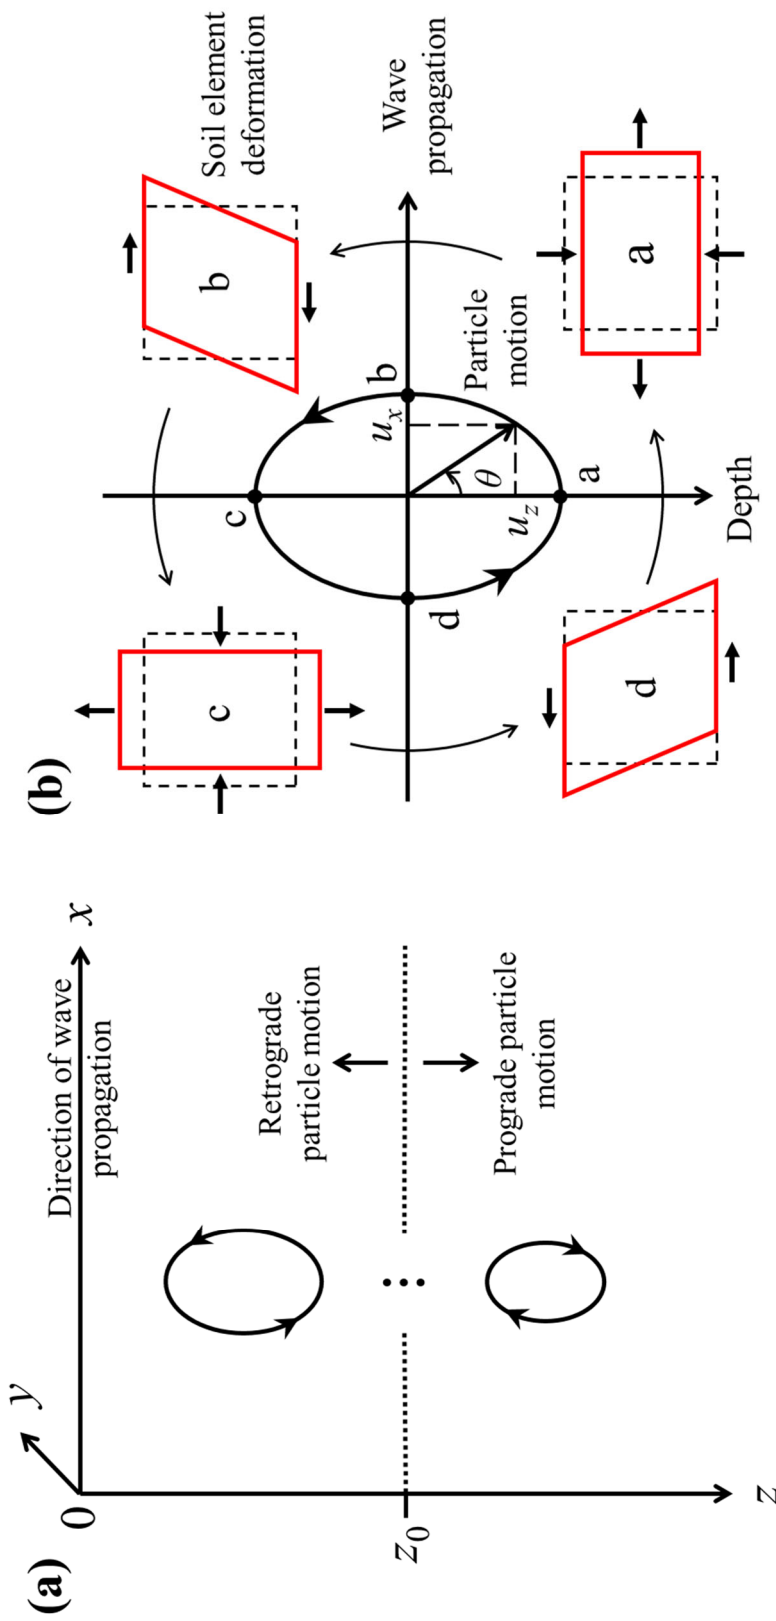 (a)
0
y
Direction of wave
propagation
x
Retrograde
particle motion
z0
Prograde particle
motion
z
(b)
c
b
Soil element
deformation
c
ux
b
Wave
propagation
d
θ
Particle
motion
uz
a
d
Depth
a